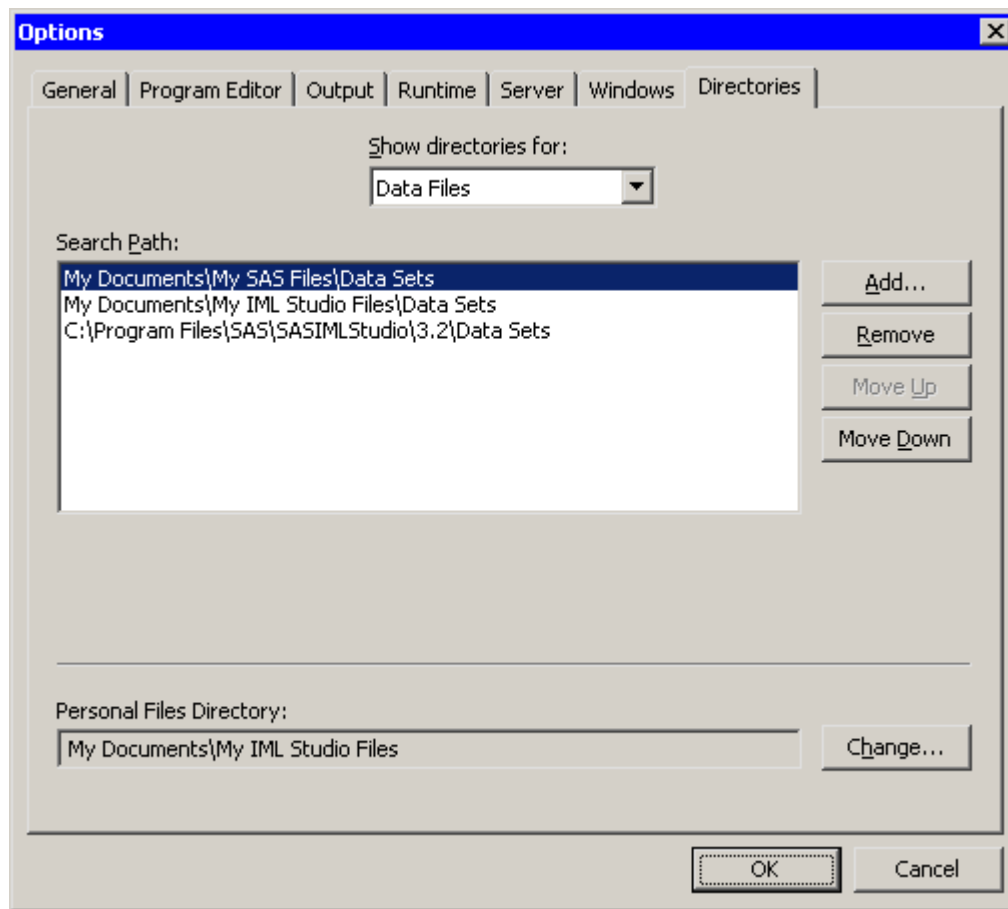 Options
General Program Editor Output Runtime Server Windows Directories
Show directories for:
Data Files
Search Path:
My Documents\My SAS Files\Data Sets
My Documents\My IML Studio Files\Data Sets
C:\Program Files\SAS\SASIMLStudio\3.2\Data Sets
Add...
Remove
Move Up
Move Down
Personal Files Directory:
My Documents\My IML Studio Files
Change...
OK Cancel